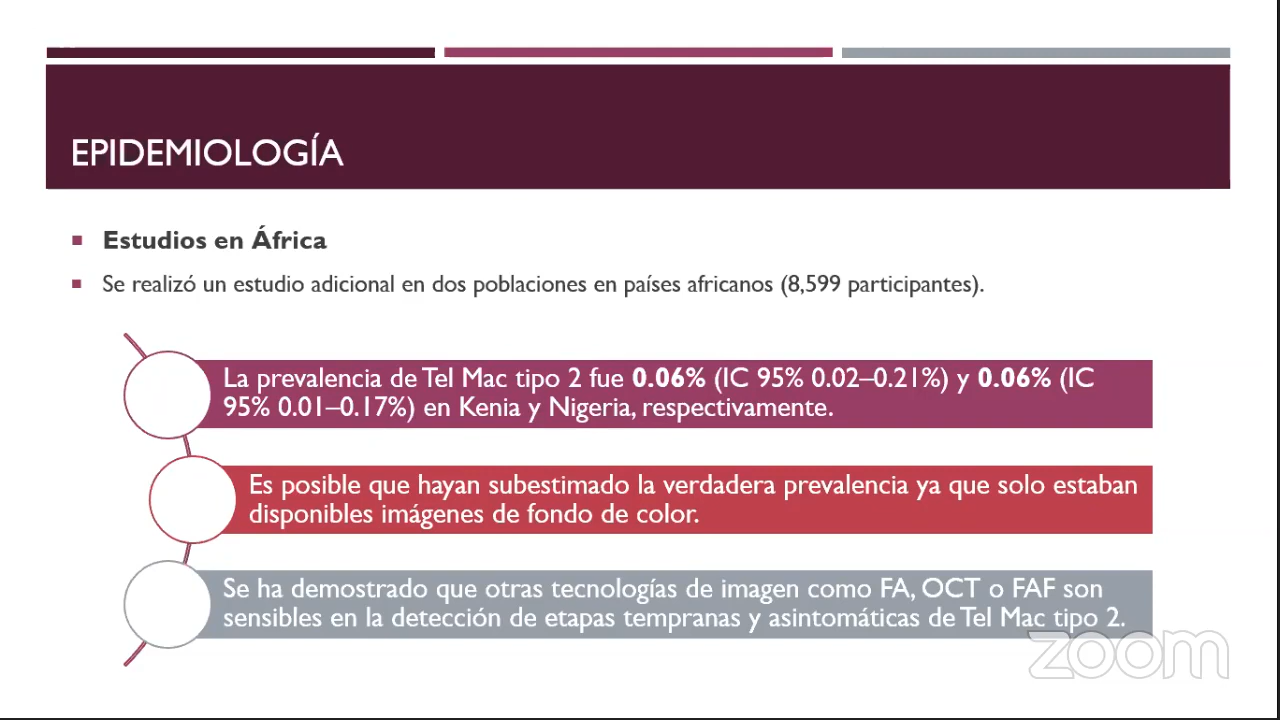 EPIDEMIOLOGÍA
Estudios en África
Se realizó un estudio adicional en dos poblaciones en países africanos (8,599 participantes).
La prevalencia de Tel Mac tipo 2 fue 0.06% (IC 95% 0.02–0.21%) y 0.06% (IC
95% 0.01–0.17%) en Kenia y Nigeria, respectivamente.
Es posible que hayan subestimado la verdadera prevalencia ya que solo estaban
disponibles imágenes de fondo de color.
Se ha demostrado que otras tecnologías de imagen como FA, OCT o FAF son
sensibles en la detección de etapas tempranas y asintomáticas de Tel Mac tipo 2.
zoom